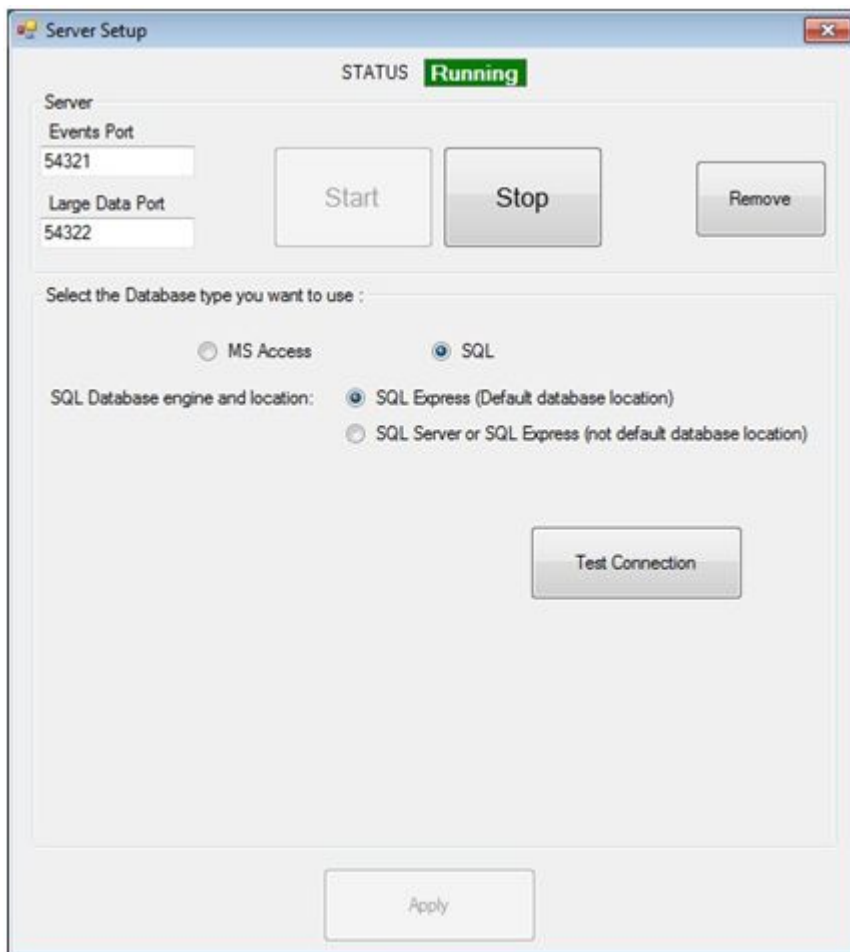 Server Setup
STATUS Running
Server
Events Port
54321
Large Data Port
54322
Start
Stop
Remove
Select the Database type you want to use :
MS Access
SQL
SQL Database engine and location:
SQL Express (Default database location)
SQL Server or SQL Express (not default database location)
Test Connection
Apply